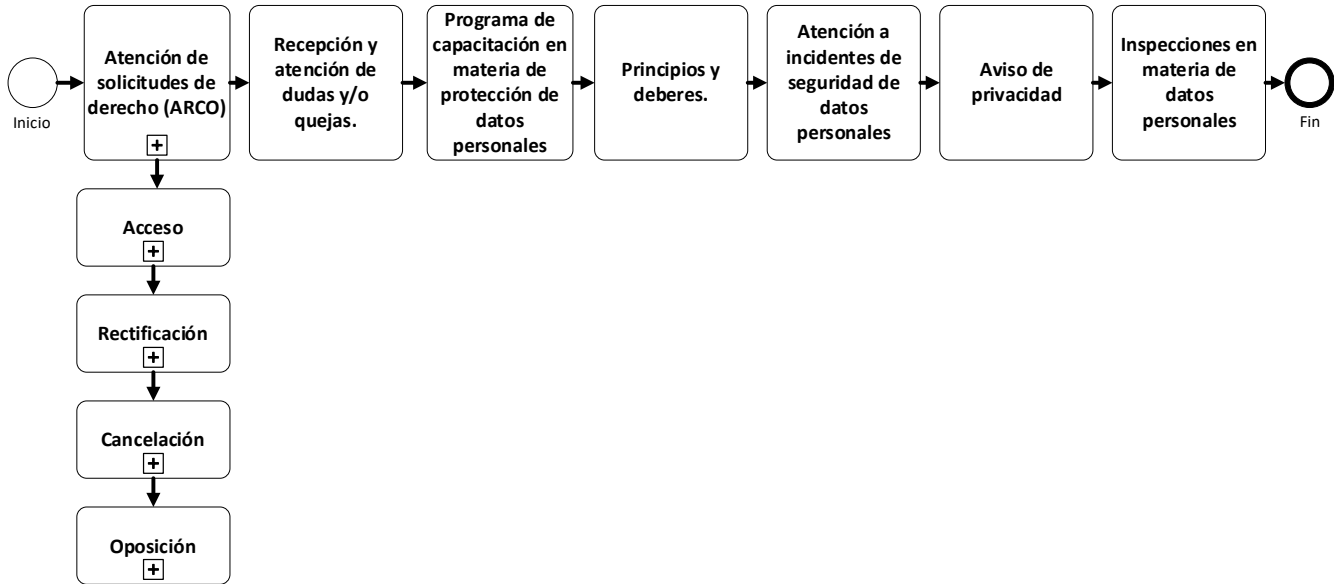 Inicio
Atención de
solicitudes de
derecho (ARCO)
+
Recepción y
atención de
dudas y/o
quejas.
Programa de
capacitación en
materia de
protección de
datos
personales
Principios y
deberes.
Atención a
incidentes de
seguridad de
datos
personales
Aviso de
privacidad
Inspecciones en
materia de
datos
personales
Fin
Acceso
+
Rectificación
+
Cancelación
+
Oposición
+